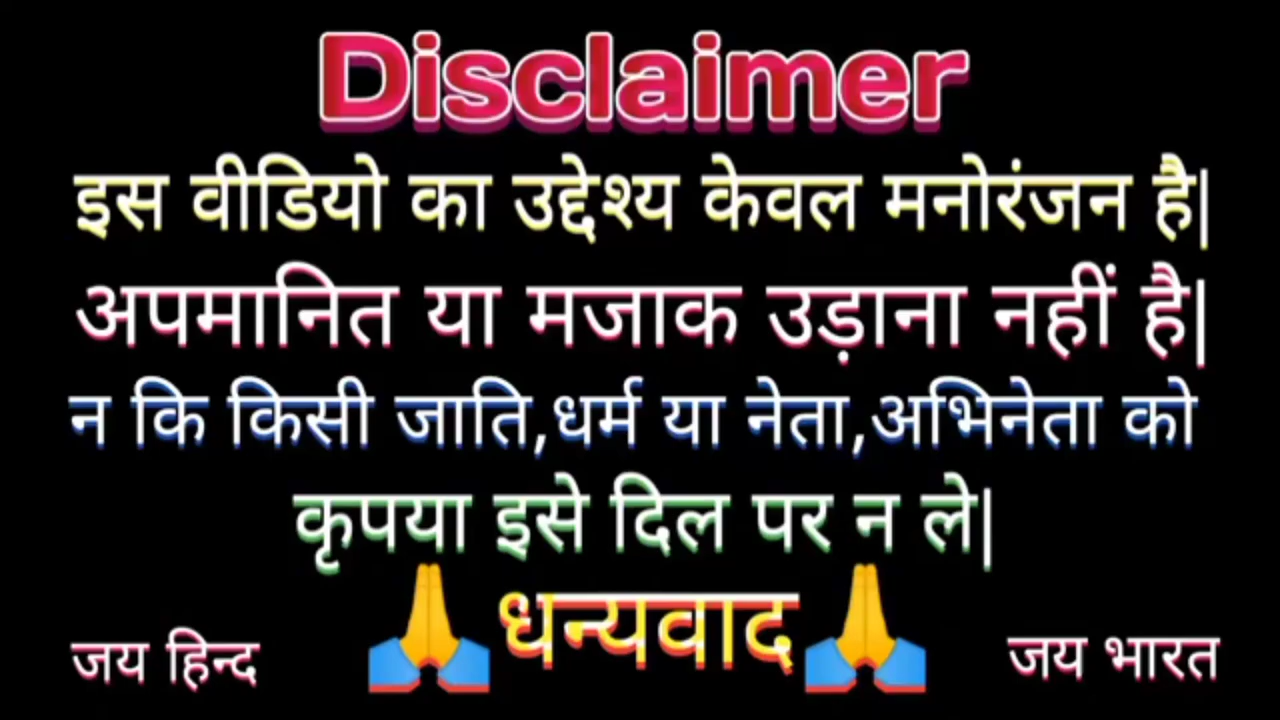 Disclaimer
इस वीडियो का उद्देश्य केवल मनोरंजन है|
अपमानित या मजाक उड़ाना नहीं है|
न कि किसी जाति,धर्म या नेता,अभिनेता को
कृपया इसे दिल पर न ले|
🙏धन्यवाद🙏
जय हिन्द
जय भारत